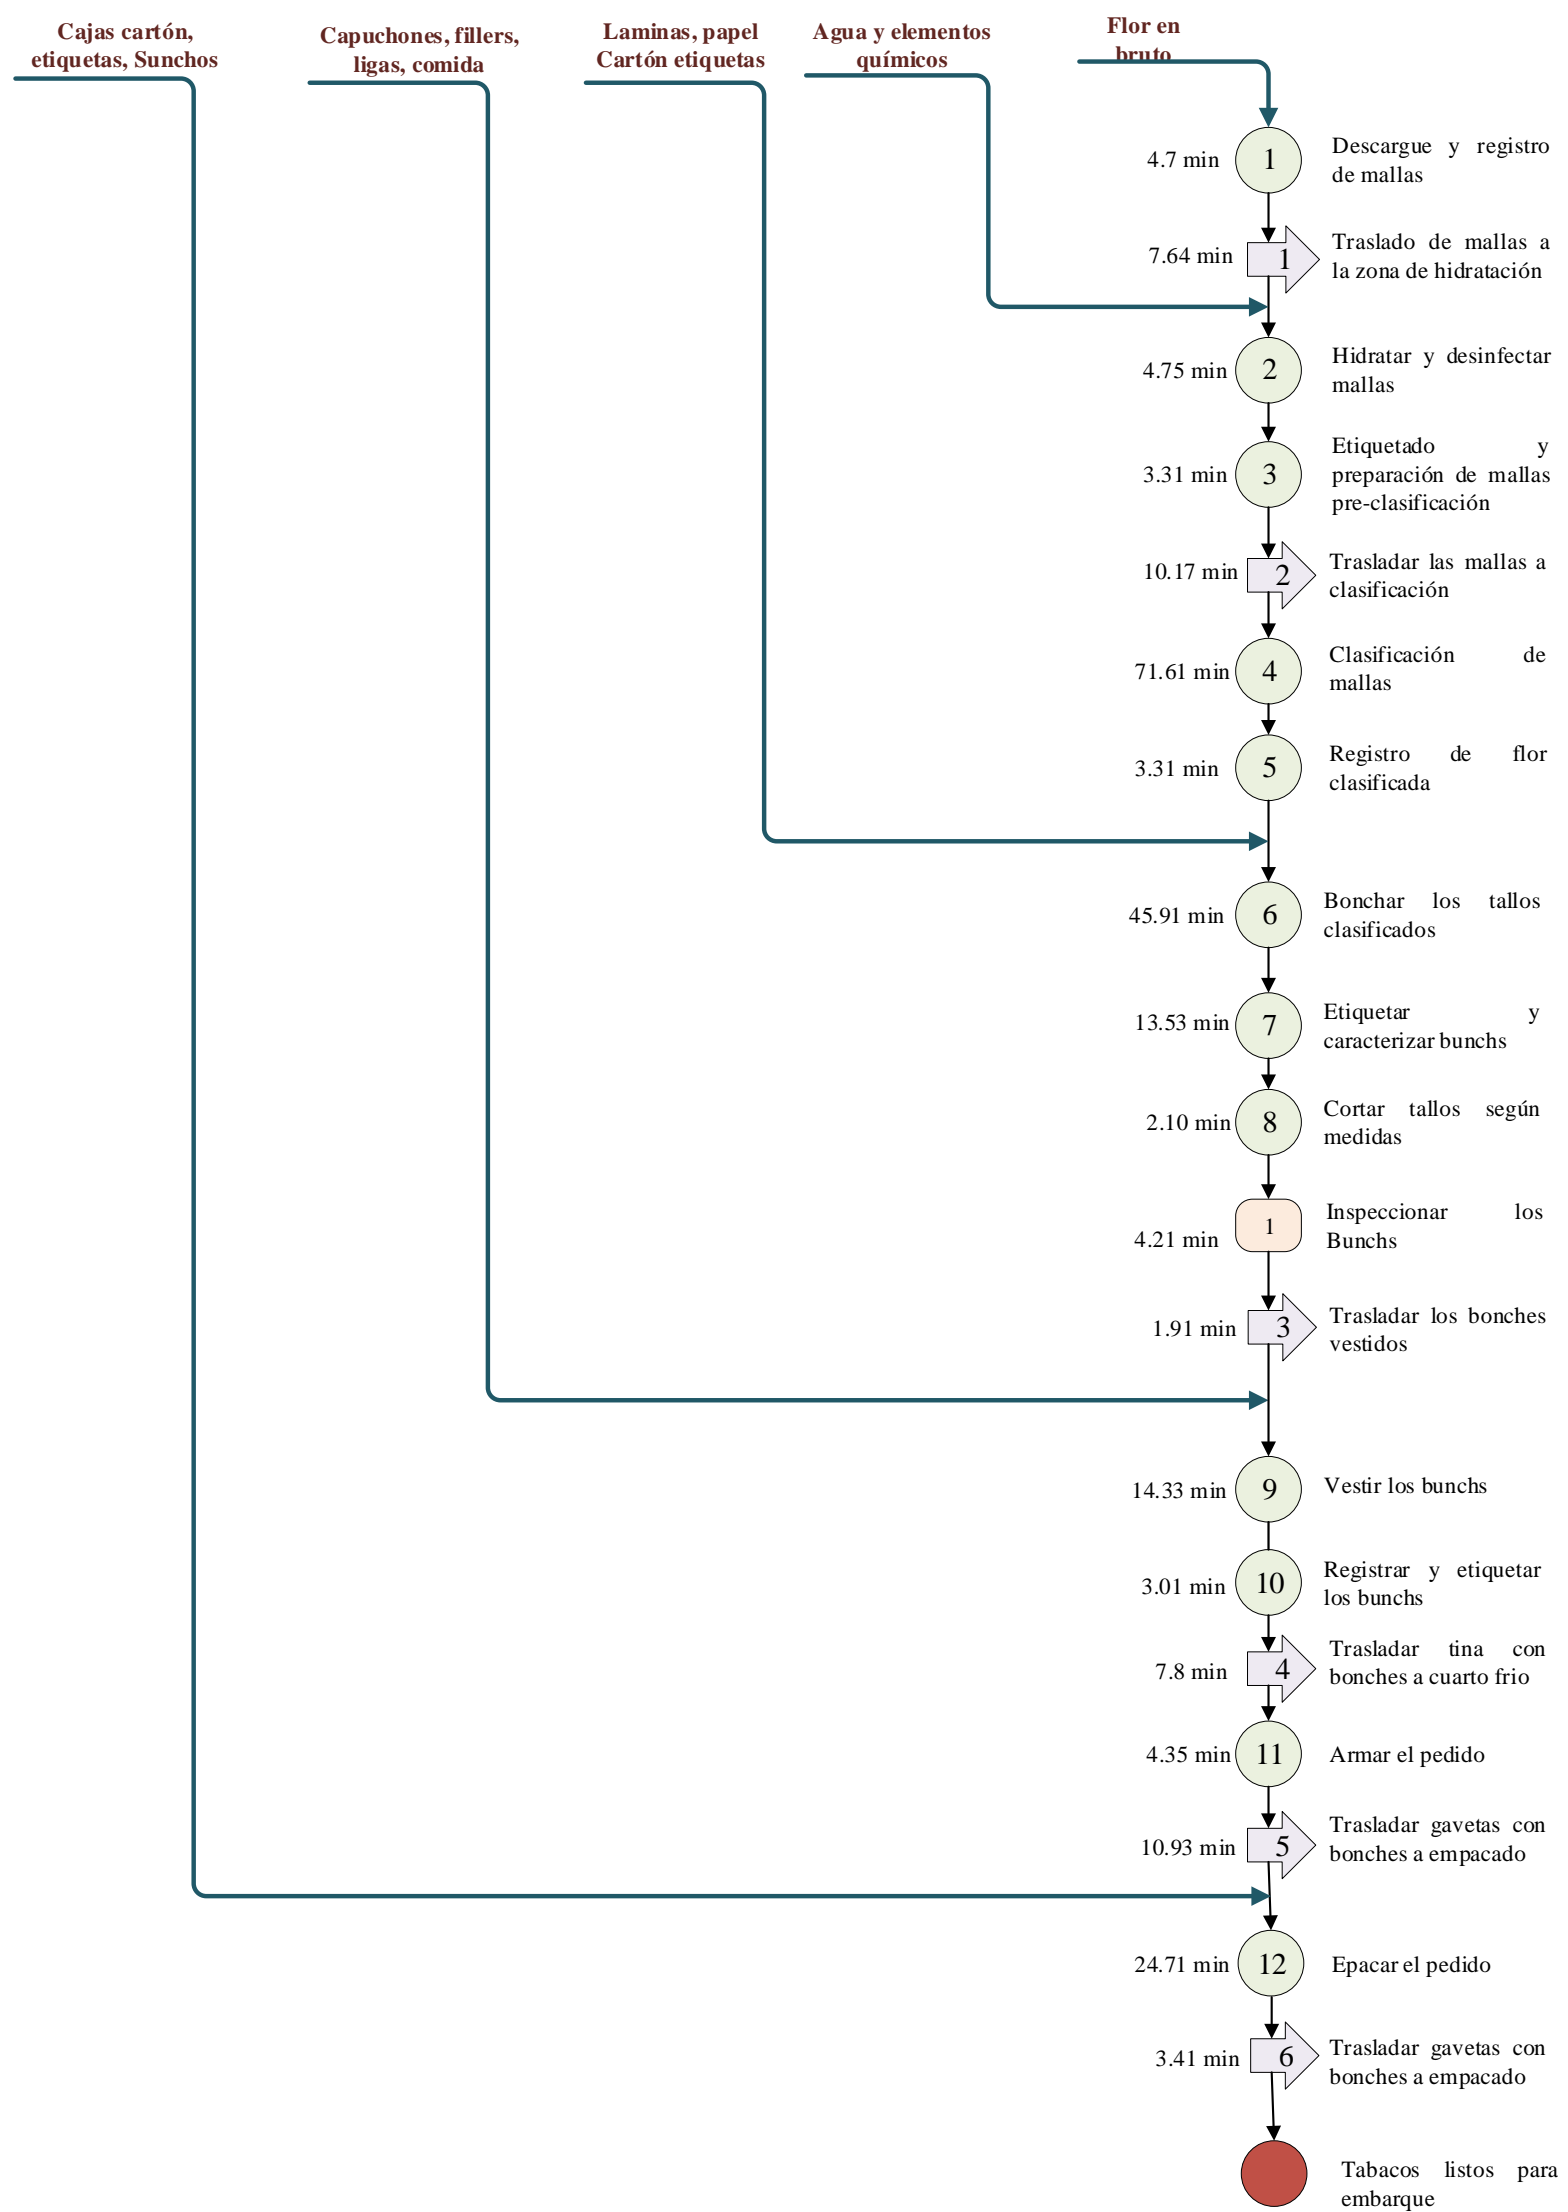 Cajas cartón,
etiquetas, Sunchos
Capuchones, fillers,
ligas, comida
Laminas, papel
Cartón etiquetas
Agua y elementos
químicos
Flor en
bruto
4.7 min
1
Descargue y registro
de mallas
7.64 min
1
Traslado de mallas a
la zona de hidratación
4.75 min
2
Hidratar y desinfectar
mallas
3.31 min
3
Etiquetado y
preparación de mallas
pre-clasificación
10.17 min
2
Trasladar las mallas a
clasificación
71.61 min
4
Clasificación de
mallas
3.31 min
5
Registro de flor
clasificada
45.91 min
6
Bonchar los tallos
clasificados
13.53 min
7
Etiquetar y
caracterizar bunchs
2.10 min
8
Cortar tallos según
medidas
4.21 min
1
Inspeccionar los
Bunchs
1.91 min
3
Trasladar los bonches
vestidos
14.33 min
9
Vestir los bunchs
3.01 min
10
Registrar y etiquetar
los bunchs
7.8 min
4
Trasladar tina con
bonches a cuarto frio
4.35 min
11
Armar el pedido
10.93 min
5
Trasladar gavetas con
bonches a empacado
24.71 min
12
Epacar el pedido
3.41 min
6
Trasladar gavetas con
bonches a empacado
Tabacos listos para
embarque